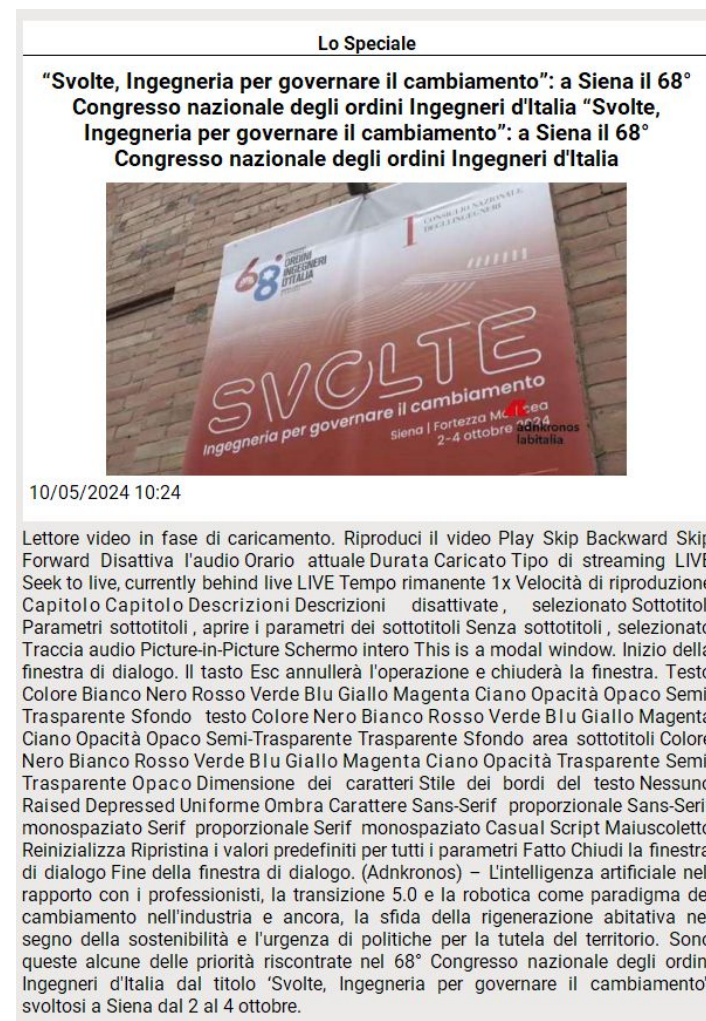 Lo Speciale
“Svolte, Ingegneria per governare il cambiamento”: a Siena il 68°
Congresso nazionale degli ordini Ingegneri d'Italia “Svolte,
Ingegneria per governare il cambiamento”: a Siena il 68°
Congresso nazionale degli ordini Ingegneri d'Italia
CONSIGLIO NAZIONALE
DEGLI INGEGNERI
68°
ORDINI
INGEGNERI
D'ITALIA
SVOLTE
Ingegneria per governare il cambiamento
Siena | Fortezza
2-4 ottobre 2024
adnkronos
labitalia
10/05/2024 10:24
Lettore video in fase di caricamento. Riproduci il video Play Skip Backward Skip
Forward Disattiva l'audio Orario attuale Durata Caricato Tipo di streaming LIVE
Seek to live, currently behind live LIVE Tempo rimanente 1x Velocità di riproduzione
Capitolo Capitolo Descrizioni Descrizioni disattivate , selezionato Sottotitol
Parametri sottotitoli , aprire i parametri dei sottotitoli Senza sottotitoli , selezionato
Traccia audio Picture-in-Picture Schermo intero This is a modal window. Inizio della
finestra di dialogo. Il tasto Esc annullerà l'operazione e chiuderà la finestra. Testo
Colore Bianco Nero Rosso Verde Blu Giallo Magenta Ciano Opacità Opaco Semi
Trasparente Sfondo testo Colore Nero Bianco Rosso Verde Blu Giallo Magenta
Ciano Opacità Opaco Semi-Trasparente Trasparente Sfondo area sottotitoli Colore
Nero Bianco Rosso Verde Blu Giallo Magenta Ciano Opacità Trasparente Semi
Trasparente Opaco Dimensione dei caratteri Stile dei bordi del testo Nessuno
Raised Depressed Uniforme Ombra Carattere Sans-Serif proporzionale Sans-Seri
monospaziato Serif proporzionale Serif monospaziato Casual Script Maiuscoletto
Reinizializza Ripristina i valori predefiniti per tutti i parametri Fatto Chiudi la finestra
di dialogo Fine della finestra di dialogo. (Adnkronos) – L'intelligenza artificiale nel
rapporto con i professionisti, la transizione 5.0 e la robotica come paradigma de
cambiamento nell'industria e ancora, la sfida della rigenerazione abitativa ne
segno della sostenibilità e l'urgenza di politiche per la tutela del territorio. Sono
queste alcune delle priorità riscontrate nel 68° Congresso nazionale degli ordin
Ingegneri d'Italia dal titolo ‘Svolte, Ingegneria per governare il cambiamento’
svoltosi a Siena dal 2 al 4 ottobre.